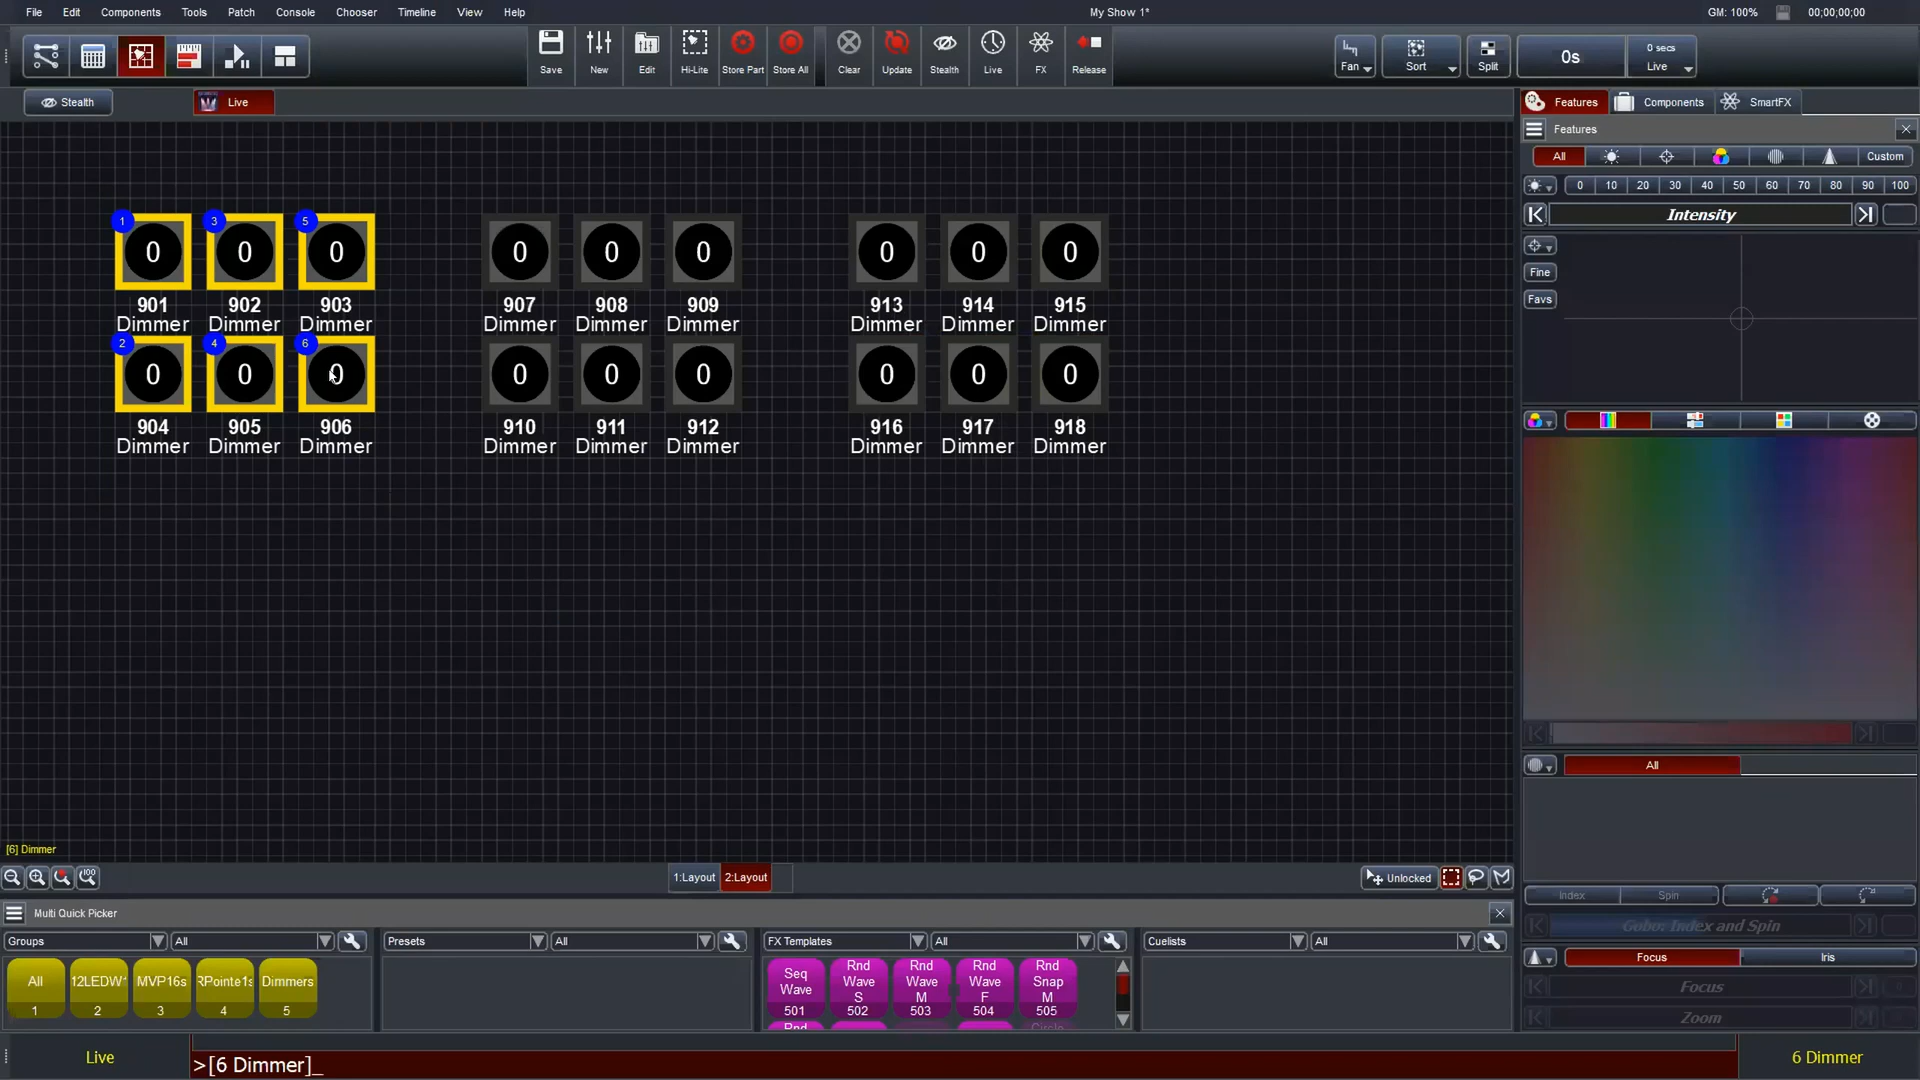 File Edit Components Tools Patch Console Chooser Timeline View Help My Show 1* GM: 100% 00;00;00;00
Save New Edit Hi-Lite Store Part Store All Clear Update Stealth Live FX Release Fan Sort Split 0s 0 secs Live
Stealth Live Features Components SmartFX
Features
All Custom
0 10 20 30 40 50 60 70 80 90 100
Intensity
1 3 5
0 0 0 0 0 0 0 0 0
Fine
Favs
901 902 903 907 908 909 913 914 915
Dimmer Dimmer Dimmer Dimmer Dimmer Dimmer Dimmer Dimmer Dimmer
2 4 6
0 0 0 0 0 0 0 0 0
904 905 906 910 911 912 916 917 918
Dimmer Dimmer Dimmer Dimmer Dimmer Dimmer Dimmer Dimmer Dimmer
All
[6] Dimmer
100 1:Layout 2:Layout Unlocked
Index Spin
Gobo: Index and Spin
Multi Quick Picker
Groups All Presets All FX Templates All Cuelists All
Focus Iris
All 1
12LEDW 2
MVP16s 3
RPointe1s 4
Dimmers 5
Seq Wave 501
Rnd Wave S 502
Rnd Wave M 503
Rnd Wave F 504
Rnd Snap M 505
Rnd Circle
Focus
Zoom
Live >[6 Dimmer]_ 6 Dimmer